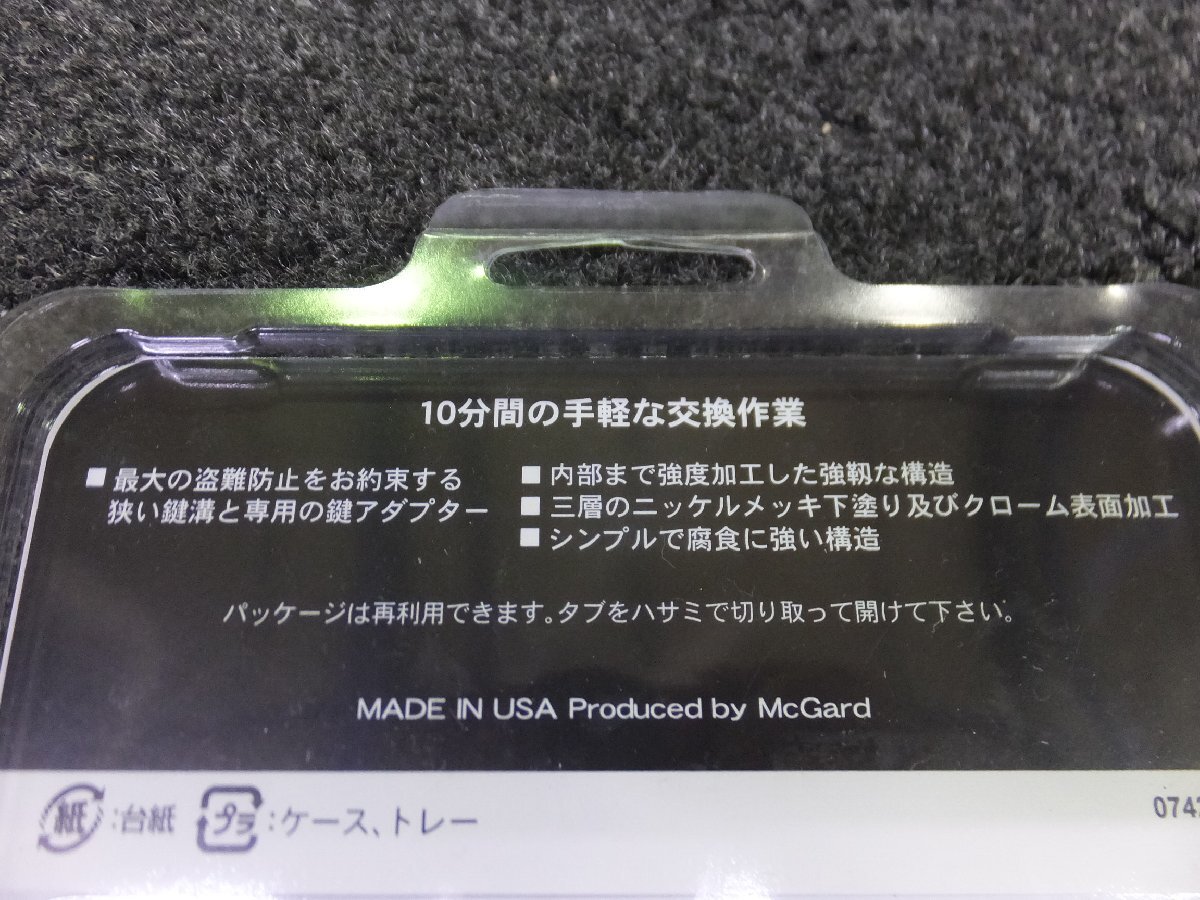 10分間の手軽な交換作業
■ 最大の盗難防止をお約束する
狭い鍵溝と専用の鍵アダプター
■ 内部まで強度加工した強靱な構造
■ 三層のニッケルメッキ下塗り及びクローム表面加工
■ シンプルで腐食に強い構造
パッケージは再利用できます。タブをハサミで切り取って開けて下さい。
MADE IN USA Produced by McGard
紙:台紙 プラ:ケース、トレー